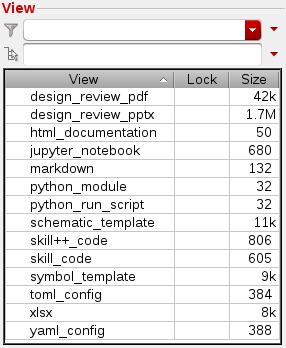 View
View Lock Size
design_review_pdf 42k
design_review_pptx 1.7M
html_documentation 50
jupyter_notebook 680
markdown 132
python_module 32
python_run_script 32
schematic_template 11k
skill++_code 806
skill_code 605
symbol_template 9k
toml_config 384
xlsx 8k
yaml_config 388